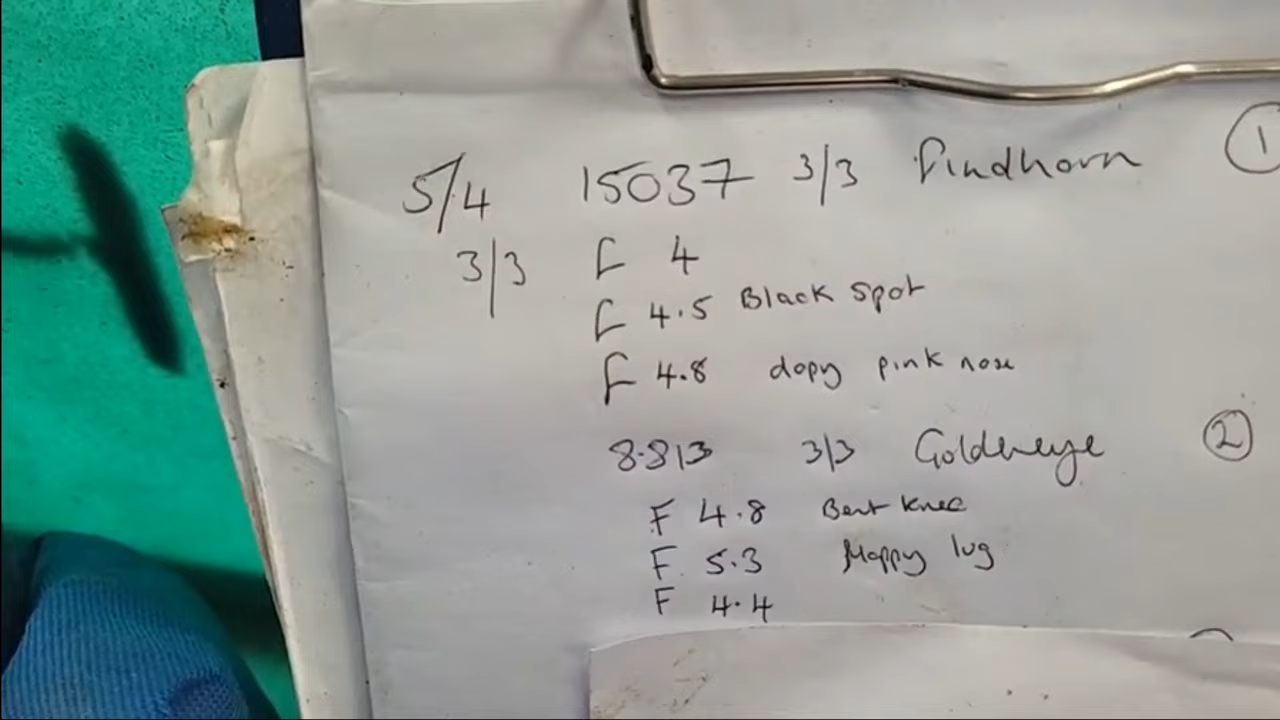 5/4 15037 3/3 Findhorn 1
3/3 F 4
F 4.5 Black spot
F 4.8 dopy pink nose
8.813 3/3 Goldeneye 2
F 4.8 Bent knee
F 5.3 Moppy lug
F 4.4